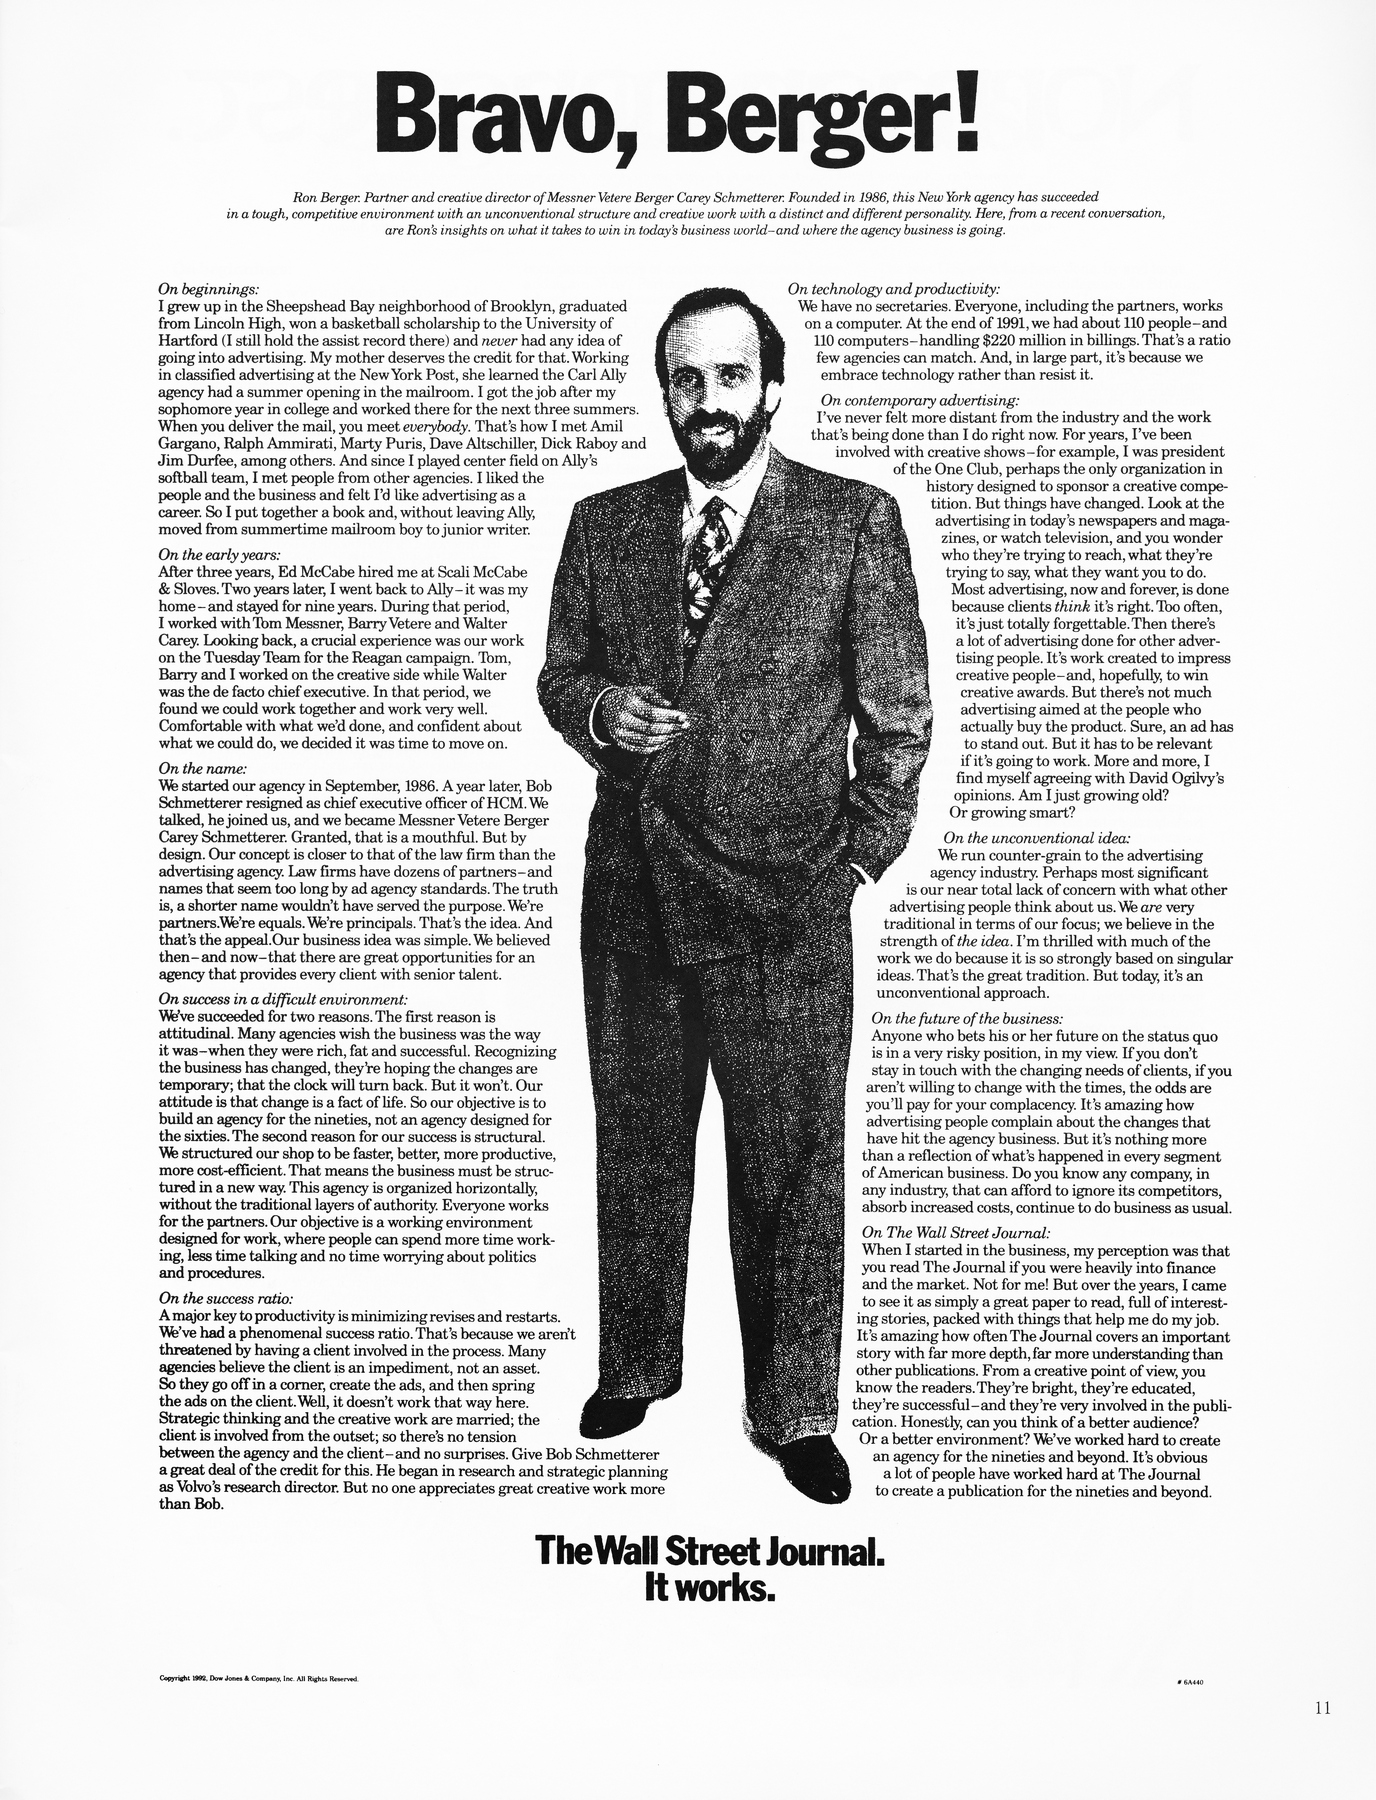 Bravo, Berger!
Ron Berger. Partner and creative director of Messner Vetere Berger Carey Schmetterer. Founded in 1986, this New York agency has succeeded
in a tough, competitive environment with an unconventional structure and creative work with a distinct and different personality. Here, from a recent conversation,
are Ron's insights on what it takes to win in today's business world–and where the agency business is going.
On beginnings:
I grew up in the Sheepshead Bay neighborhood of Brooklyn, graduated
from Lincoln High, won a basketball scholarship to the University of
Hartford (I still hold the assist record there) and never had any idea of
going into advertising. My mother deserves the credit for that. Working
in classified advertising at the New York Post, she learned the Carl Ally
agency had a summer opening in the mailroom. I got the job after my
sophomore year in college and worked there for the next three summers.
When you deliver the mail, you meet everybody. That's how I met Amil
Gargano, Ralph Ammirati, Marty Puris, Dave Altschiller, Dick Raboy and
Jim Durfee, among others. And since I played center field on Ally's
softball team, I met people from other agencies. I liked the
people and the business and felt I'd like advertising as a
career. So I put together a book and, without leaving Ally,
moved from summertime mailroom boy to junior writer.
On the early years:
After three years, Ed McCabe hired me at Scali McCabe
& Sloves. Two years later, I went back to Ally–it was my
home–and stayed for nine years. During that period,
I worked with Tom Messner, Barry Vetere and Walter
Carey. Looking back, a crucial experience was our work
on the Tuesday Team for the Reagan campaign. Tom,
Barry and I worked on the creative side while Walter
was the de facto chief executive. In that period, we
found we could work together and work very well.
Comfortable with what we'd done, and confident about
what we could do, we decided it was time to move on.
On the name:
We started our agency in September, 1986. A year later, Bob
Schmetterer resigned as chief executive officer of HCM. We
talked, he joined us, and we became Messner Vetere Berger
Carey Schmetterer. Granted, that is a mouthful. But by
design. Our concept is closer to that of the law firm than the
advertising agency. Law firms have dozens of partners–and
names that seem too long by ad agency standards. The truth
is, a shorter name wouldn't have served the purpose. We're
partners.We're equals. We're principals. That's the idea. And
that's the appeal.Our business idea was simple. We believed
then–and now–that there are great opportunities for an
agency that provides every client with senior talent.
On success in a difficult environment:
We've succeeded for two reasons. The first reason is
attitudinal. Many agencies wish the business was the way
it was–when they were rich, fat and successful. Recognizing
the business has changed, they're hoping the changes are
temporary; that the clock will turn back. But it won't. Our
attitude is that change is a fact of life. So our objective is to
build an agency for the nineties, not an agency designed for
the sixties. The second reason for our success is structural.
We structured our shop to be faster, better, more productive,
more cost-efficient. That means the business must be struc-
tured in a new way. This agency is organized horizontally,
without the traditional layers of authority. Everyone works
for the partners. Our objective is a working environment
designed for work, where people can spend more time work-
ing, less time talking and no time worrying about politics
and procedures.
On the success ratio:
A major key to productivity is minimizing revises and restarts.
We've had a phenomenal success ratio. That's because we aren't
threatened by having a client involved in the process. Many
agencies believe the client is an impediment, not an asset.
So they go off in a corner, create the ads, and then spring
the ads on the client. Well, it doesn't work that way here.
Strategic thinking and the creative work are married; the
client is involved from the outset; so there's no tension
between the agency and the client–and no surprises. Give Bob Schmetterer
a great deal of the credit for this. He began in research and strategic planning
as Volvo's research director. But no one appreciates great creative work more
than Bob.
On technology and productivity:
We have no secretaries. Everyone, including the partners, works
on a computer. At the end of 1991, we had about 110 people–and
110 computers–handling $220 million in billings. That's a ratio
few agencies can match. And, in large part, it's because we
embrace technology rather than resist it.
On contemporary advertising:
I've never felt more distant from the industry and the work
that's being done than I do right now. For years, I've been
involved with creative shows–for example, I was president
of the One Club, perhaps the only organization in
history designed to sponsor a creative compe-
tition. But things have changed. Look at the
advertising in today's newspapers and maga-
zines, or watch television, and you wonder
who they're trying to reach, what they're
trying to say, what they want you to do.
Most advertising, now and forever, is done
because clients think it's right. Too often,
it's just totally forgettable. Then there's
a lot of advertising done for other adver-
tising people. It's work created to impress
creative people–and, hopefully, to win
creative awards. But there's not much
advertising aimed at the people who
actually buy the product. Sure, an ad has
to stand out. But it has to be relevant
if it's going to work. More and more, I
find myself agreeing with David Ogilvy's
opinions. Am I just growing old?
Or growing smart?
On the unconventional idea:
We run counter-grain to the advertising
agency industry. Perhaps most significant
is our near total lack of concern with what other
advertising people think about us. We are very
traditional in terms of our focus; we believe in the
strength of the idea. I'm thrilled with much of the
work we do because it is so strongly based on singular
ideas. That's the great tradition. But today, it's an
unconventional approach.
On the future of the business:
Anyone who bets his or her future on the status quo
is in a very risky position, in my view. If you don't
stay in touch with the changing needs of clients, if you
aren't willing to change with the times, the odds are
you'll pay for your complacency. It's amazing how
advertising people complain about the changes that
have hit the agency business. But it's nothing more
than a reflection of what's happened in every segment
of American business. Do you know any company, in
any industry, that can afford to ignore its competitors,
absorb increased costs, continue to do business as usual.
On The Wall Street Journal:
When I started in the business, my perception was that
you read The Journal if you were heavily into finance
and the market. Not for me! But over the years, I came
to see it as simply a great paper to read, full of interest-
ing stories, packed with things that help me do my job.
It's amazing how often The Journal covers an important
story with far more depth, far more understanding than
other publications. From a creative point of view, you
know the readers. They're bright, they're educated,
they're successful–and they're very involved in the publi-
cation. Honestly, can you think of a better audience?
Or a better environment? We've worked hard to create
an agency for the nineties and beyond. It's obvious
a lot of people have worked hard at The Journal
to create a publication for the nineties and beyond.
The Wall Street Journal.
It works.
Copyright 1992, Dow Jones & Company, Inc. All Rights Reserved.
# 6A440
11